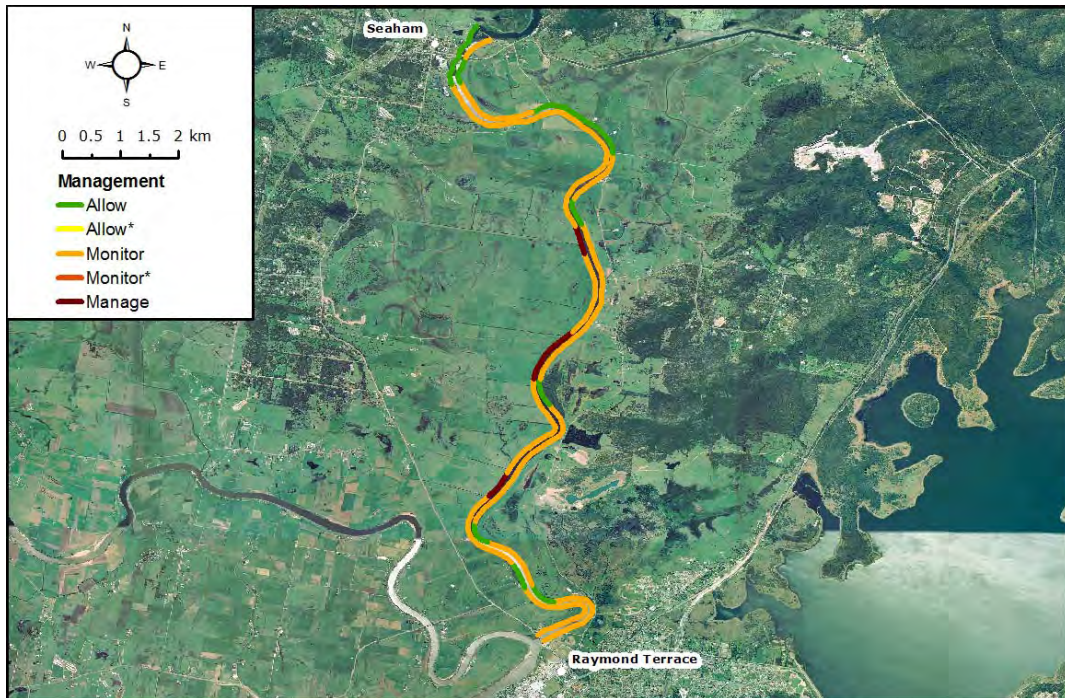 Seaham
N
W E
S
0 0.5 1 1.5 2 km
Management
Allow
Allow*
Monitor
Monitor*
Manage
Raymond Terrace